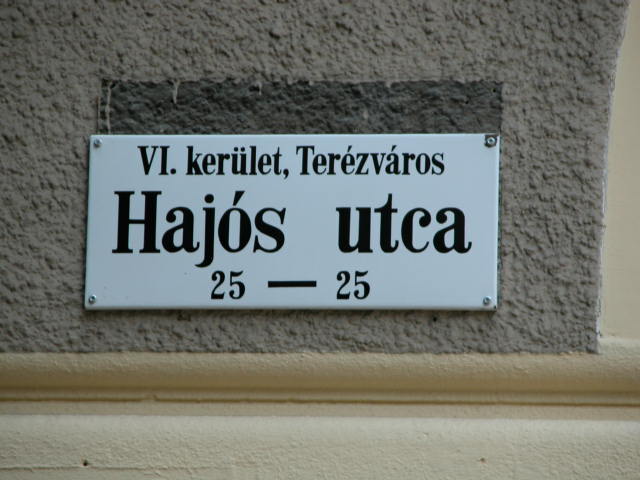 VI. kerület, Terézváros
Hajós utca
25 — 25